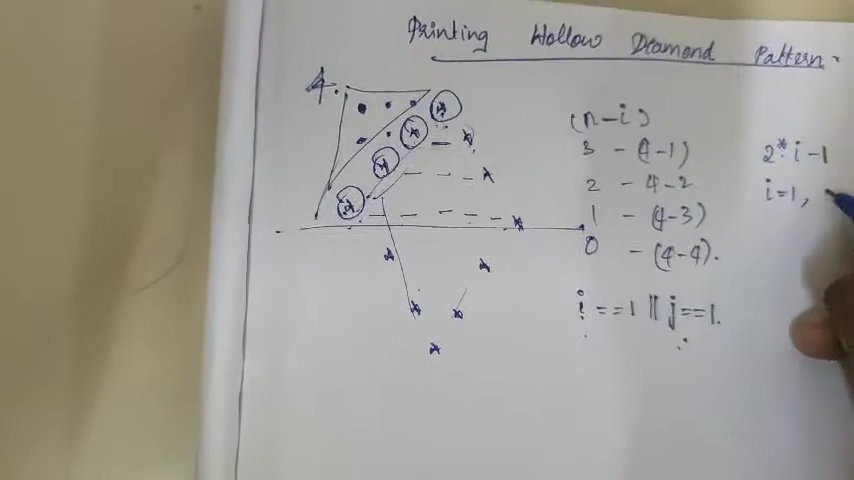 Printing Hollow Diamond Pattern:
4.
(n-i)
3 - (4-1)
2 - 4-2
1 - (4-3)
0 - (4-4).
2*i-1
i=1,
i==1 || j==1.